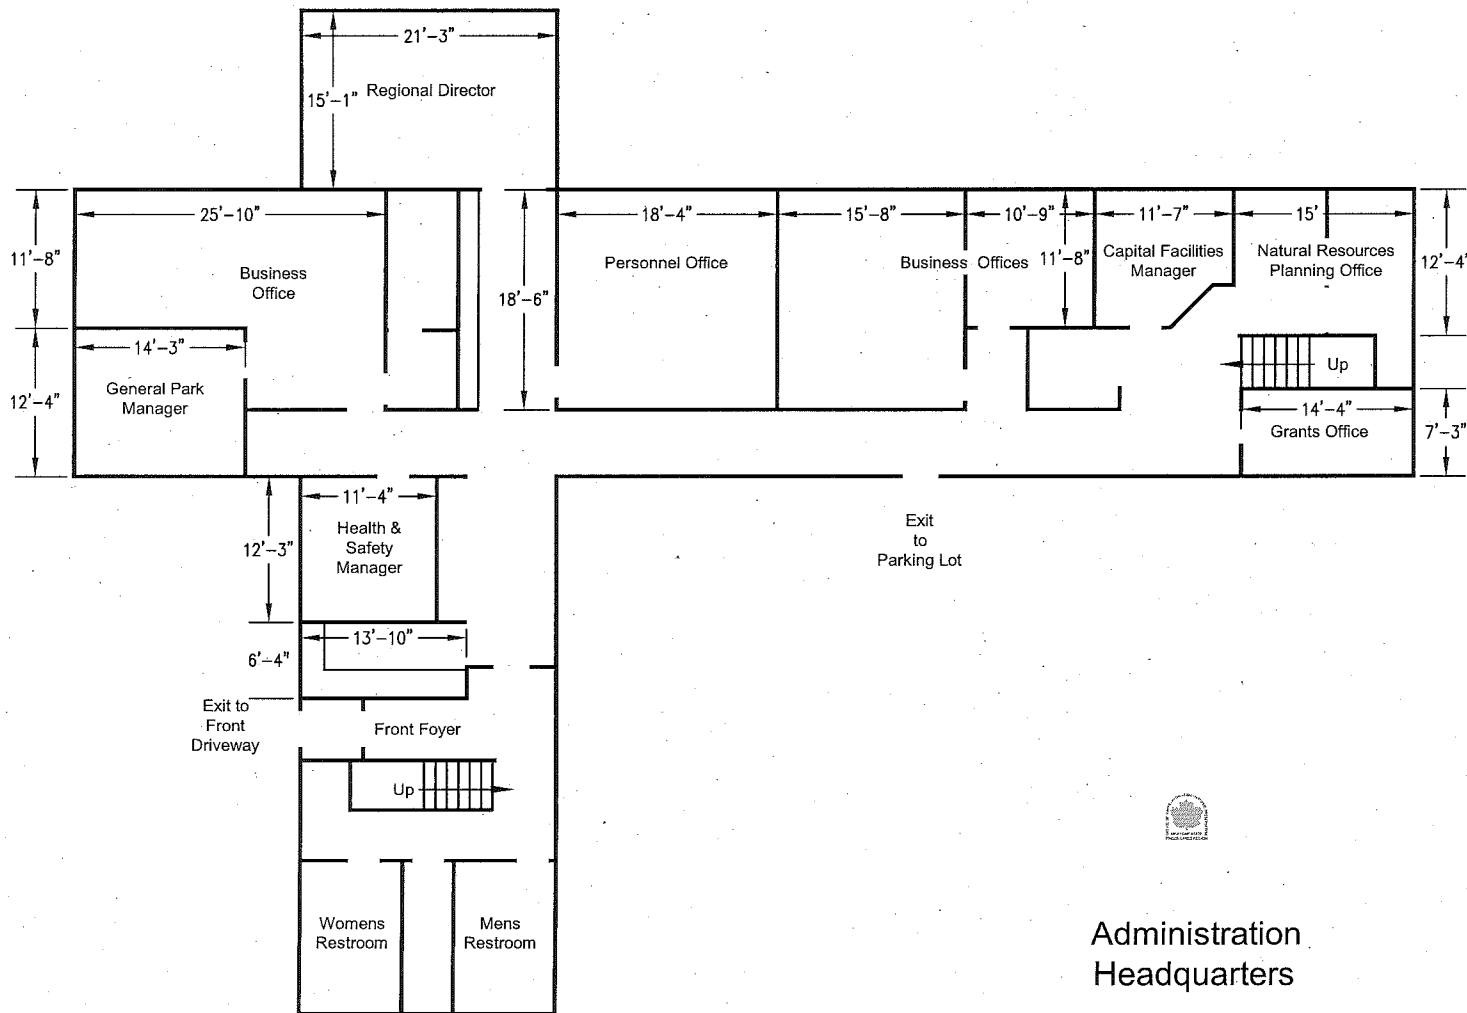 21'-3"
15'-1"
Regional Director
25'-10"
18'-4"
15'-8"
10'-9"
11'-7"
15'
11'-8"
Business
Office
18'-6"
Personnel Office
Business Offices
11'-8"
Capital Facilities
Manager
Natural Resources
Planning Office
12'-4'
14'-3"
General Park
Manager
12'-4"
Up
14'-4"
Grants Office
7'-3"
11'-4"
Health &
Safety
Manager
12'-3"
Exit
to
Parking Lot
13'-10"
6'-4"
Exit to
Front
Driveway
Front Foyer
Up
Womens
Restroom
Mens
Restroom
Administration
Headquarters